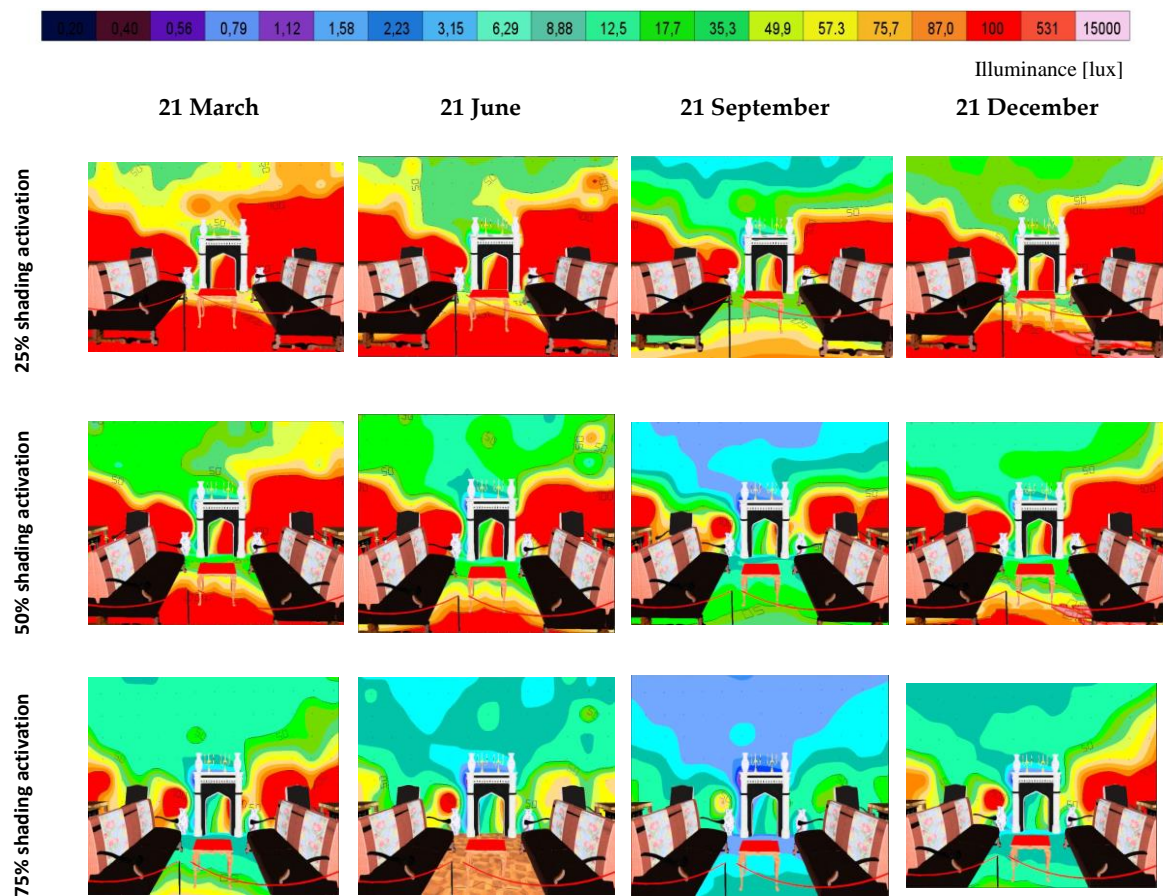 0,20 0,40 0,56 0,79 1,12 1,58 2,23 3,15 6,29 8,88 12,5 17,7 35,3 49,9 57.3 75,7 87,0 100 531 15000
Illuminance [lux]
21 March 21 June 21 September 21 December
25% shading activation
50% shading activation
75% shading activation